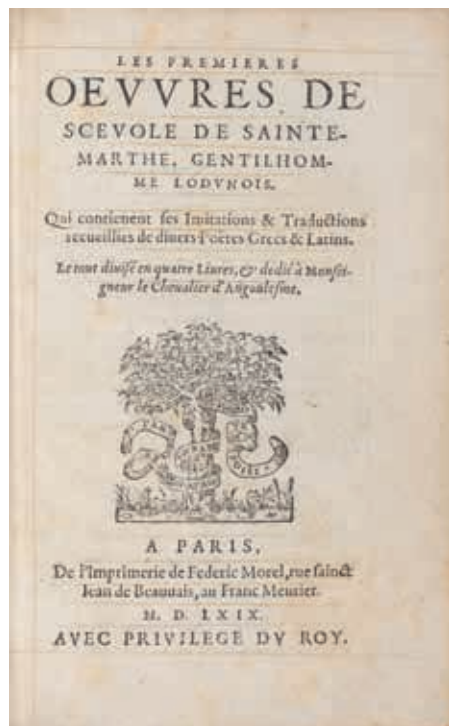 LES PREMIERES
OEVVRES DE
SCEVOLE DE SAINTE-
MARTHE, GENTILHOM-
ME LODVNOIS.
Qui contienent ses Imitations & Traductions
recueillies de diuers Poëtes Grecs & Latins.
Le tout diuisé en quatre Liures, & dedié à Monsei-
gneur le Cheualier d'Angoulesme.
A PARIS,
De l'Imprimerie de Federic Morel, rue sainct
Iean de Beauuais, au Franc Meurier.
M. D. LXIX.
AVEC PRIVILEGE DV ROY.